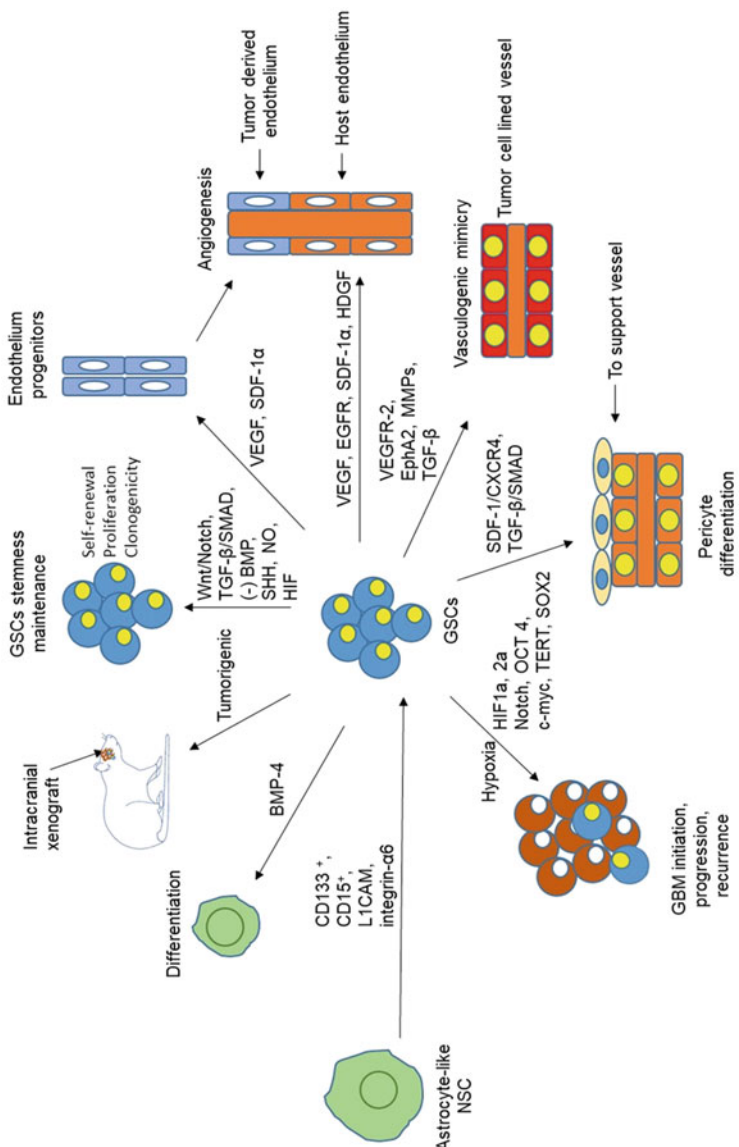 Astrocyte-like
NSC
CD133 +,
CD15+,
L1CAM,
integrin-α6
Differentiation
BMP-4
Intracranial
xenograft
Tumorigenic
GSCs stemness
maintenance
Self-renewal
Proliferation
Clonogenicity
Wnt/Notch,
TGF-β/SMAD,
(-) BMP,
SHH, NO,
HIF
Endothelium
progenitors
VEGF, SDF-1α
Angiogenesis
Tumor derived
endothelium
Host endothelium
VEGF, EGFR, SDF-1α, HDGF
GSCs
VEGFR-2,
EphA2, MMPs,
TGF-β
Vasculogenic mimicry
Tumor cell lined vessel
SDF-1/CXCR4,
TGF-β/SMAD
To support vessel
Pericyte
differentiation
Hypoxia
HIF1a, 2a
Notch, OCT 4,
c-myc, TERT, SOX2
GBM initiation,
progression,
recurrence